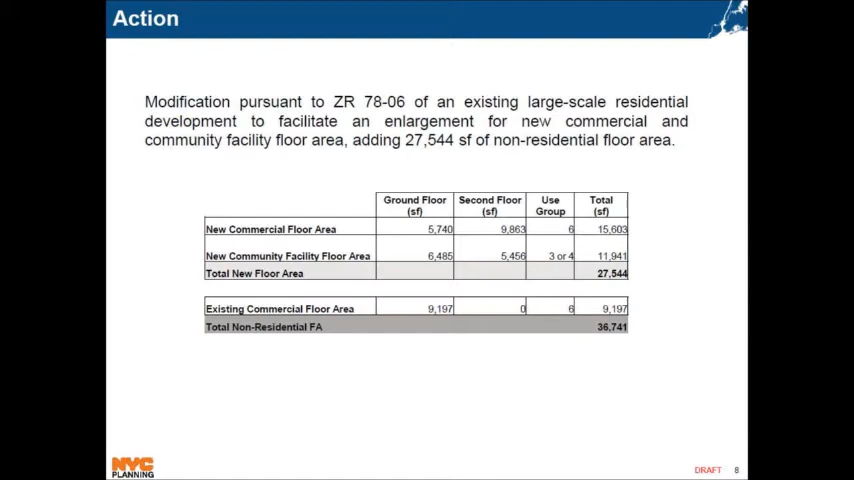 Action
Modification pursuant to ZR 78-06 of an existing large-scale residential
development to facilitate an enlargement for new commercial and
community facility floor area, adding 27,544 sf of non-residential floor area.
Ground Floor (sf) Second Floor (sf) Use Group Total (sf)
New Commercial Floor Area 5,740 9,863 6 15,603
New Community Facility Floor Area 6,485 5,456 3 or 4 11,941
Total New Floor Area 27,544
Existing Commercial Floor Area 9,197 0 6 9,197
Total Non-Residential FA 36,741
NYC
PLANNING
DRAFT 8